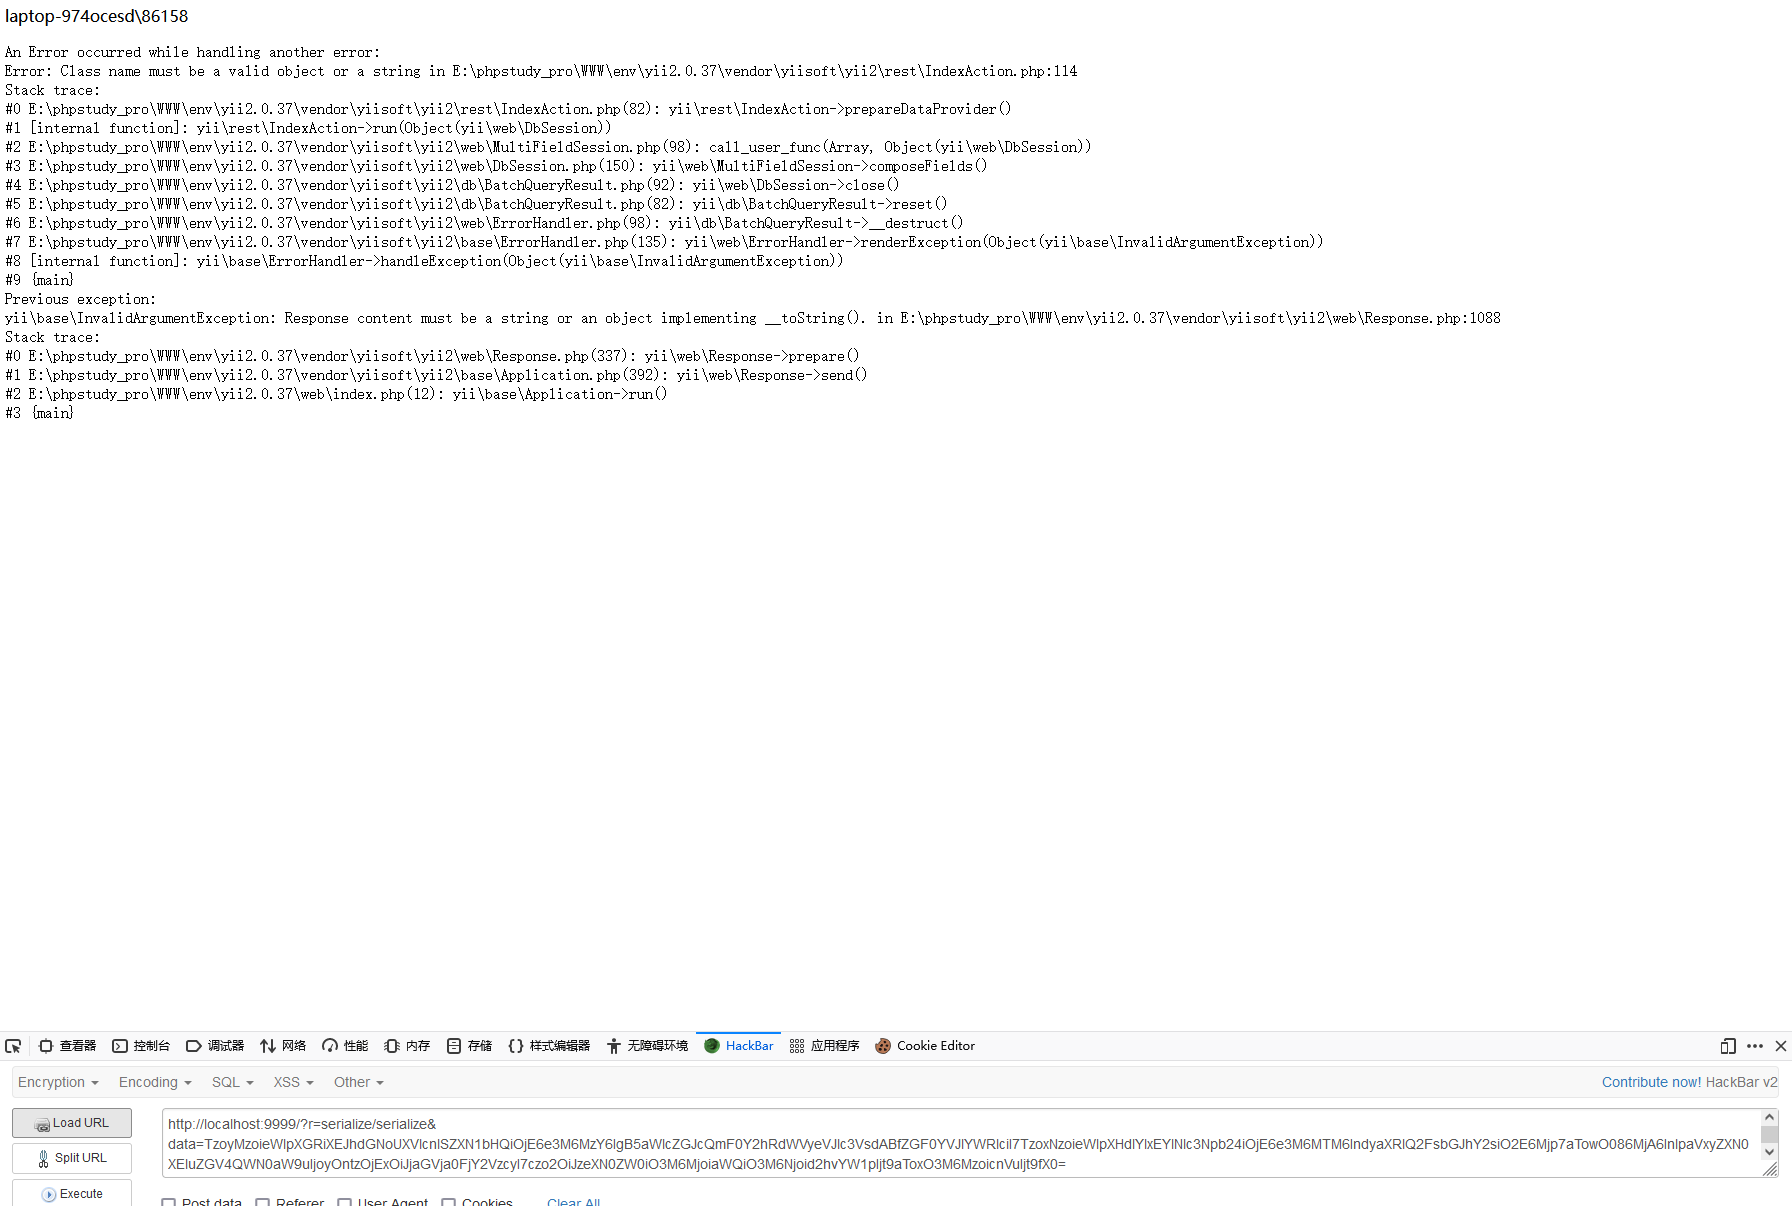 laptop-974ocesd\86158
An Error occurred while handling another error:
Error: Class name must be a valid object or a string in E:\phpstudy_pro\WWW\env\yii2.0.37\vendor\yiisoft\yii2\rest\IndexAction.php:114
Stack trace:
#0 E:\phpstudy_pro\WWW\env\yii2.0.37\vendor\yiisoft\yii2\rest\IndexAction.php(82): yii\rest\IndexAction->prepareDataProvider()
#1 [internal function]: yii\rest\IndexAction->run(Object(yii\web\DbSession))
#2 E:\phpstudy_pro\WWW\env\yii2.0.37\vendor\yiisoft\yii2\web\MultiFieldSession.php(98): call_user_func(Array, Object(yii\web\DbSession))
#3 E:\phpstudy_pro\WWW\env\yii2.0.37\vendor\yiisoft\yii2\web\DbSession.php(150): yii\web\MultiFieldSession->composeFields()
#4 E:\phpstudy_pro\WWW\env\yii2.0.37\vendor\yiisoft\yii2\db\BatchQueryResult.php(92): yii\web\DbSession->close()
#5 E:\phpstudy_pro\WWW\env\yii2.0.37\vendor\yiisoft\yii2\db\BatchQueryResult.php(82): yii\db\BatchQueryResult->reset()
#6 E:\phpstudy_pro\WWW\env\yii2.0.37\vendor\yiisoft\yii2\web\ErrorHandler.php(98): yii\db\BatchQueryResult->__destruct()
#7 E:\phpstudy_pro\WWW\env\yii2.0.37\vendor\yiisoft\yii2\base\ErrorHandler.php(135): yii\web\ErrorHandler->renderException(Object(yii\base\InvalidArgumentException))
#8 [internal function]: yii\base\ErrorHandler->handleException(Object(yii\base\InvalidArgumentException))
#9 {main}
Previous exception:
yii\base\InvalidArgumentException: Response content must be a string or an object implementing __toString(). in E:\phpstudy_pro\WWW\env\yii2.0.37\vendor\yiisoft\yii2\web\Response.php:1088
Stack trace:
#0 E:\phpstudy_pro\WWW\env\yii2.0.37\vendor\yiisoft\yii2\web\Response.php(337): yii\web\Response->prepare()
#1 E:\phpstudy_pro\WWW\env\yii2.0.37\vendor\yiisoft\yii2\base\Application.php(392): yii\web\Response->send()
#2 E:\phpstudy_pro\WWW\env\yii2.0.37\web\index.php(12): yii\base\Application->run()
#3 {main}
查看器 控制台 调试器 网络 性能 内存 存储 样式编辑器 无障碍环境 HackBar 应用程序 Cookie Editor
Encryption Encoding SQL XSS Other Contribute now! HackBar v2
Load URL
Split URL
Execute
http://localhost:9999/?r=serialize/serialize&
Post data Referer User Agent Cookies Clear All